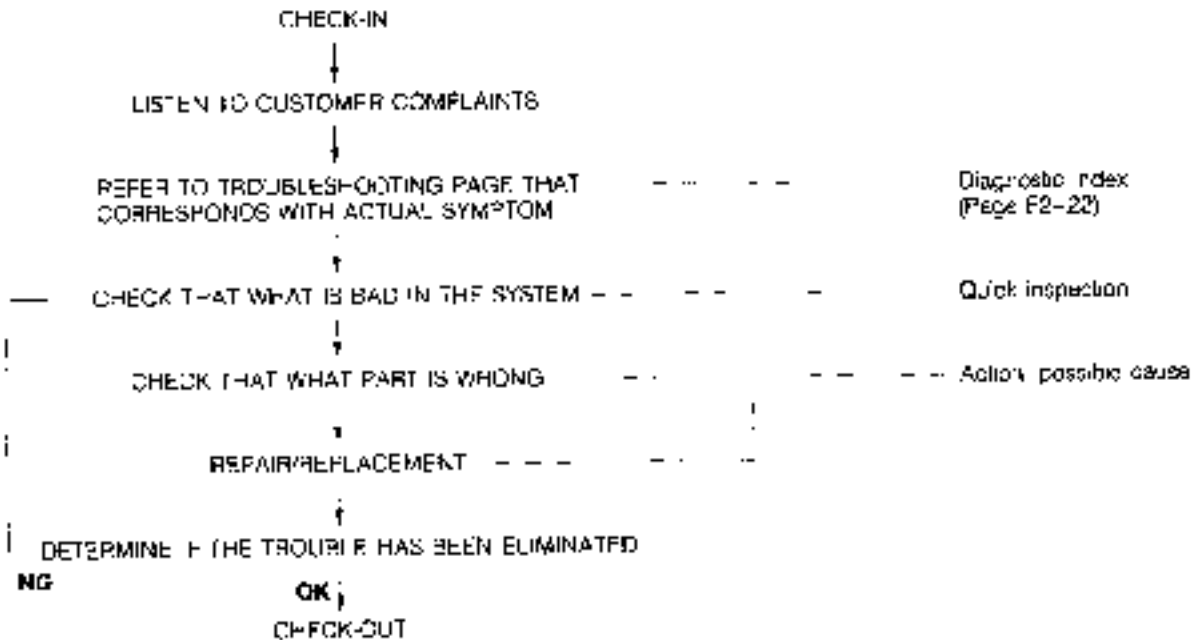 CHECK-IN
LISTEN TO CUSTOMER COMPLAINTS
REFER TO TROUBLESHOOTING PAGE THAT
CORRESPONDS WITH ACTUAL SYMPTOM
Diagnostic Index
(Page F2-22)
CHECK THAT WHAT IS BAD IN THE SYSTEM
Quick inspection
CHECK THAT WHAT PART IS WRONG
Action, possible cause
REPAIR/REPLACEMENT
DETERMINE IF THE TROUBLE HAS BEEN ELIMINATED
NG
OK
CHECK-OUT